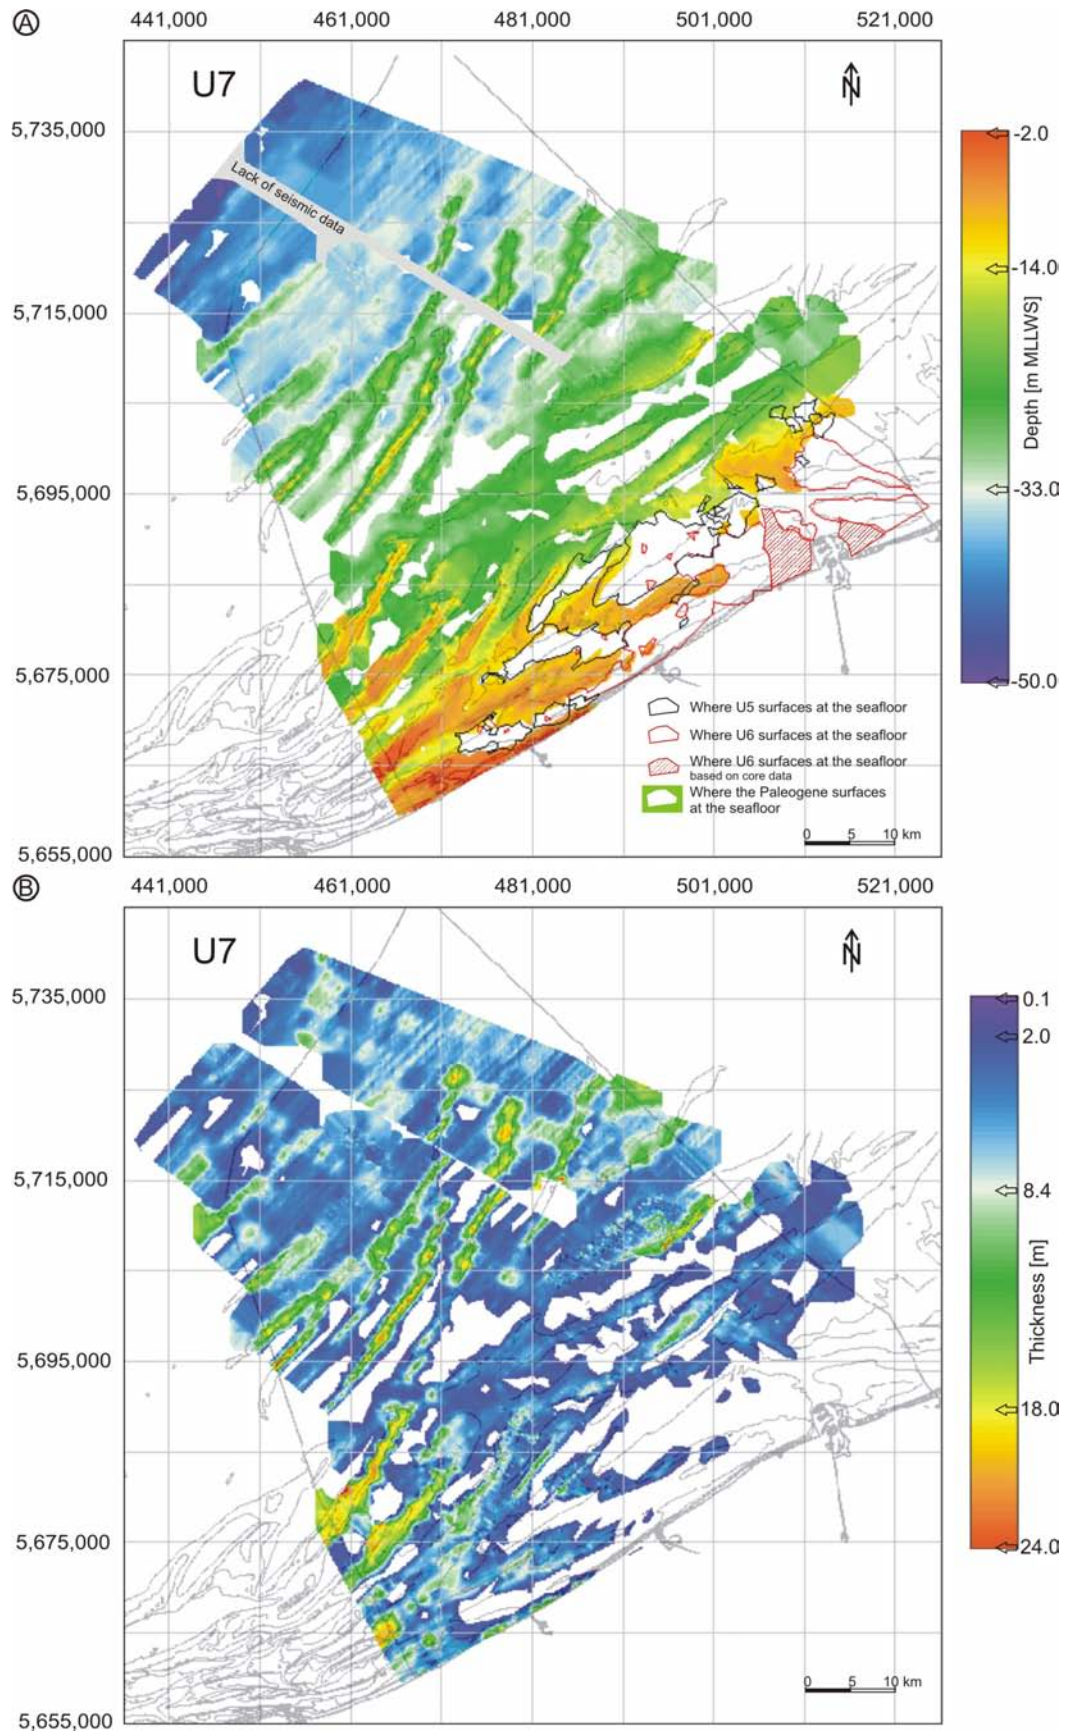 A
441,000 461,000 481,000 501,000 521,000
U7
N
5,735,000
5,715,000
5,695,000
5,675,000
5,655,000
Lack of seismic data
-2.0
-14.0
-33.0
-50.0
Depth [m MLLWS]
Where U5 surfaces at the seafloor
Where U6 surfaces at the seafloor
Where U6 surfaces at the seafloor
based on core data
Where the Paleogene surfaces
at the seafloor
0 5 10 km
B
441,000 461,000 481,000 501,000 521,000
U7
N
5,735,000
5,715,000
5,695,000
5,675,000
5,655,000
0.1
2.0
8.4
18.0
24.0
Thickness [m]
0 5 10 km